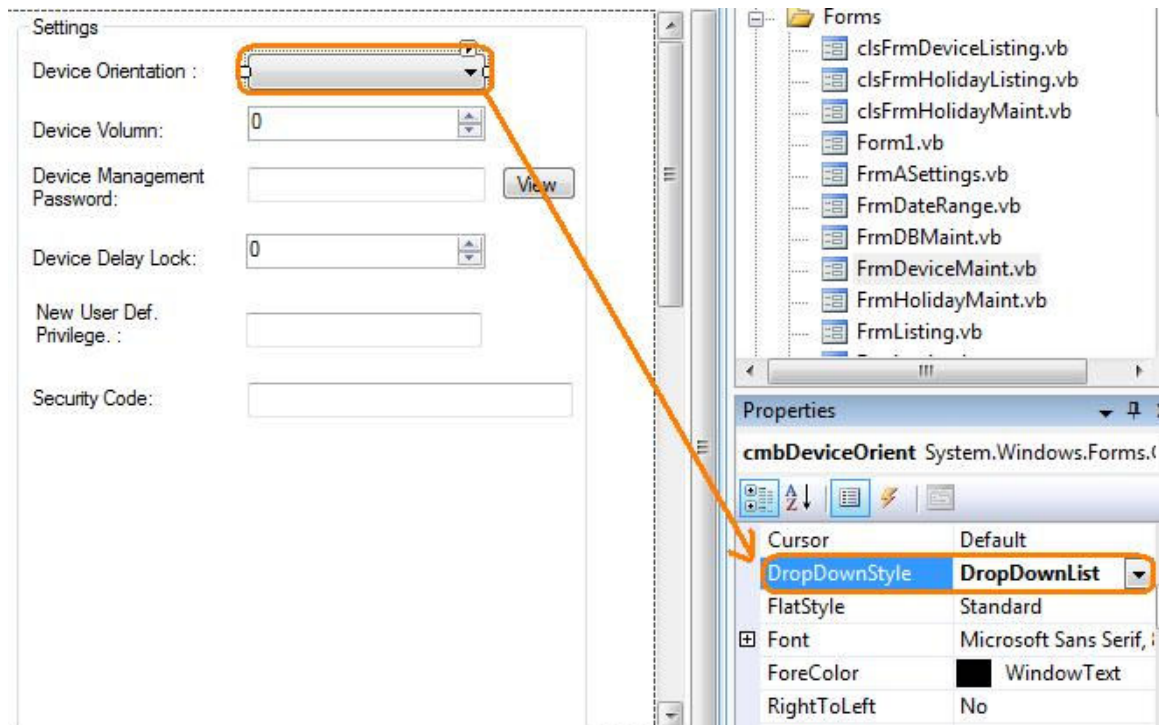 Settings
Device Orientation :
Device Volumn:
0
Device Management
Password:
View
Device Delay Lock:
0
New User Def.
Privilege. :
Security Code:
Forms
clsFrmDeviceListing.vb
clsFrmHolidayListing.vb
clsFrmHolidayMaint.vb
Form1.vb
FrmASettings.vb
FrmDateRange.vb
FrmDBMaint.vb
FrmDeviceMaint.vb
FrmHolidayMaint.vb
FrmListing.vb
Properties
cmbDeviceOrient System.Windows.Forms.
Cursor Default
DropDownStyle DropDownList
FlatStyle Standard
Font Microsoft Sans Serif,
ForeColor WindowText
RightToLeft No